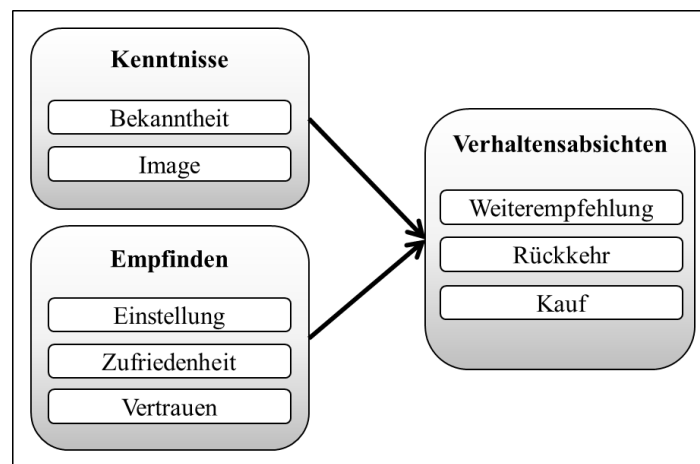 Kenntnisse
Bekanntheit
Image
Empfinden
Einstellung
Zufriedenheit
Vertrauen
Verhaltensabsichten
Weiterempfehlung
Rückkehr
Kauf